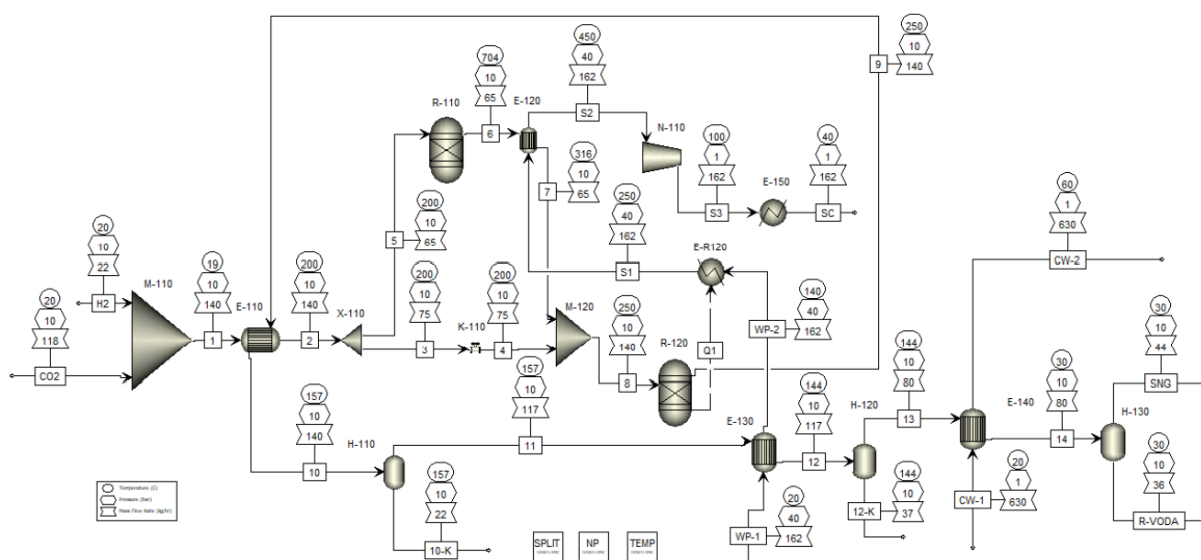 450
40
162
S2
250
10
140
9
704
10
65
6
R-110
E-120
N-110
100
1
162
S3
40
1
162
SC
E-150
316
10
65
7
60
1
630
CW-2
200
10
65
5
250
40
162
S1
E-R120
20
10
22
H2
M-110
19
10
140
1
E-110
200
10
140
2
X-110
200
10
75
3
K-110
200
10
75
4
M-120
140
40
162
WP-2
30
10
44
SNG
20
10
118
CO2
250
10
140
8
R-120
Q1
144
10
80
13
H-120
E-140
30
10
80
14
H-130
157
10
117
11
E-130
144
10
117
12
157
10
140
10
H-110
157
10
22
10-K
20
40
162
WP-1
144
10
37
12-K
20
1
630
CW-1
30
10
36
R-VODA
Temperature (C)
Pressure (bar)
Mass Flow Rate (kg/hr)
SPLIT
NP
TEMP